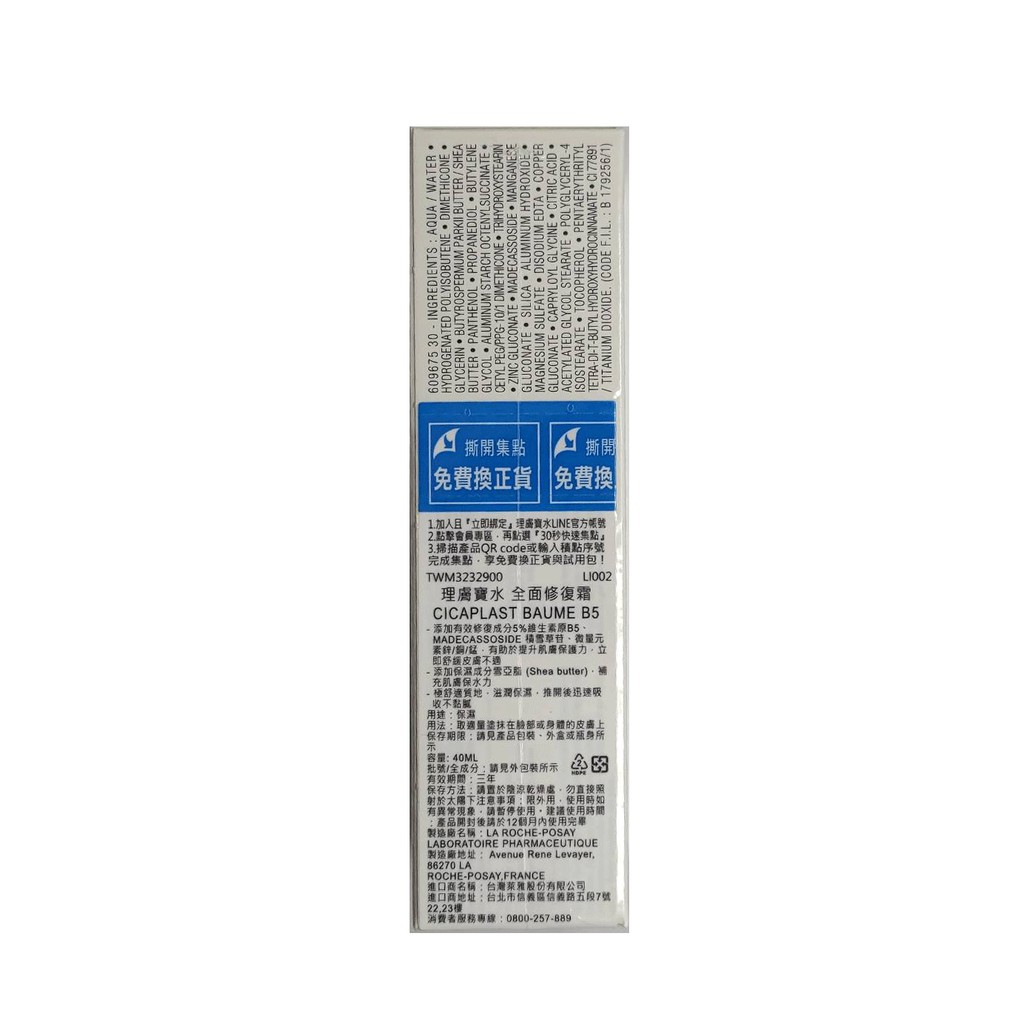 609675 30 - INGREDIENTS : AQUA / WATER •
HYDROGENATED POLYISOBUTENE • DIMETHICONE •
GLYCERIN • BUTYROSPERMUM PARKII BUTTER / SHEA
BUTTER • PANTHENOL • PROPANEDIOL • BUTYLENE
GLYCOL • ALUMINUM STARCH OCTENYLSUCCINATE •
CETYL PEG/PPG-10/1 DIMETHICONE • TRIHYDROXYSTEARIN
• ZINC GLUCONATE • MADECASSOSIDE • MANGANESE
GLUCONATE • SILICA • ALUMINUM HYDROXIDE •
MAGNESIUM SULFATE • DISODIUM EDTA • COPPER
GLUCONATE • CAPRYLOYL GLYCINE • CITRIC ACID •
ACETYLATED GLYCOL STEARATE • POLYGLYCERYL-4
ISOSTEARATE • TOCOPHEROL • PENTAERYTHRITYL
TETRA-DI-T-BUTYL HYDROXYHYDROCINNAMATE • CI 77891
/ TITANIUM DIOXIDE. (CODE F.I.L. : B 179256/1)
撕開集點
免費換正貨
撕開
免費換
1.加入且『立即綁定』理膚寶水LINE官方帳號
2.點擊會員專區，再點選『30秒快速集點』
3.掃描產品QR code或輸入積點序號
完成集點，享免費換正貨與試用包！
TWM3232900 LI002
理膚寶水 全面修復霜
CICAPLAST BAUME B5
- 添加有效修復成分5%維生素原B5、
MADECASSOSIDE 積雪草苷、微量元
素鋅/銅/錳，有助於提升肌膚保護力，立
即舒緩皮膚不適
- 添加保濕成分雪亞脂 (Shea butter)，補
充肌膚保水力
- 極舒適質地，滋潤保濕，推開後迅速吸
收不黏膩
用途：保濕
用法：取適量塗抹在臉部或身體的皮膚上
保存期限：請見產品包裝、外盒或瓶身所
示
容量: 40ML
批號/全成分：請見外包裝所示
HDPE
有效期間：三年
保存方法：請置於陰涼乾燥處，勿直接照
射於太陽下注意事項：限外用，使用時如
有異常現象，請暫停使用。建議使用時間
：產品開封後請於12個月內使用完畢
製造廠名稱：LA ROCHE-POSAY
LABORATOIRE PHARMACEUTIQUE
製造廠地址： Avenue Rene Levayer,
86270 LA
ROCHE-POSAY,FRANCE
進口商名稱：台灣萊雅股份有限公司
進口商地址：台北市信義區信義路五段7號
22,23樓
消費者服務專線：0800-257-889